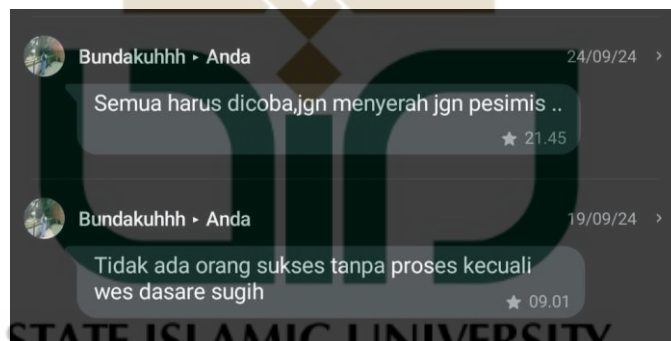 Bundakuhhh ▸ Anda 24/09/24 >
Semua harus dicoba,jgn menyerah jgn pesimis ..
★ 21.45
Bundakuhhh ▸ Anda 19/09/24 >
Tidak ada orang sukses tanpa proses kecuali
wes dasare sugih
★ 09.01
STATE ISLAMIC UNIVERSITY